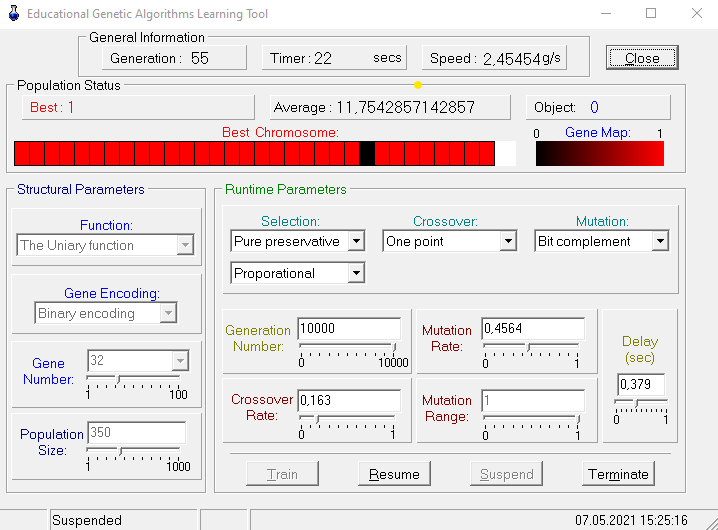 Educational Genetic Algorithms Learning Tool
General Information
Generation : 55
Timer : 22 secs
Speed : 2,45454 g/s
Close
Population Status
Best : 1
Average : 11,7542857142857
Object: 0
Best Chromosome:
0 Gene Map: 1
Structural Parameters
Function:
The Uniary function
Gene Encoding:
Binary encoding
Gene Number:
32
1 100
Population Size:
350
1 1000
Runtime Parameters
Selection:
Pure preservative
Proporational
Crossover:
One point
Mutation:
Bit complement
Generation Number:
10000
0 10000
Mutation Rate:
0,4564
0 1
Crossover Rate:
0,163
0 1
Mutation Range:
1
0 1
Delay (sec)
0,379
0 1
Train
Resume
Suspend
Terminate
Suspended
07.05.2021 15:25:16